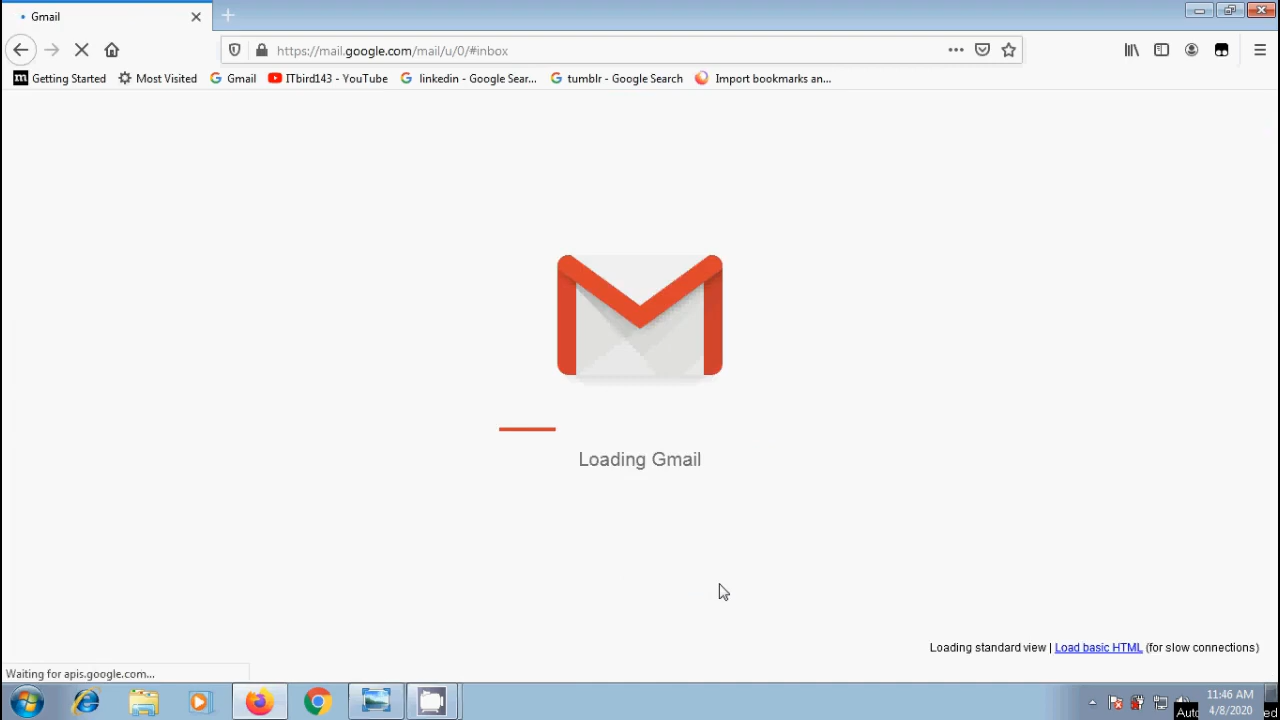 Gmail
https://mail.google.com/mail/u/0/#inbox
Getting Started Most Visited Gmail ITbird143 - YouTube linkedin - Google Sear... tumblr - Google Search Import bookmarks an...
Loading Gmail
Loading standard view | Load basic HTML (for slow connections)
Waiting for apis.google.com...
11:46 AM
4/8/2020